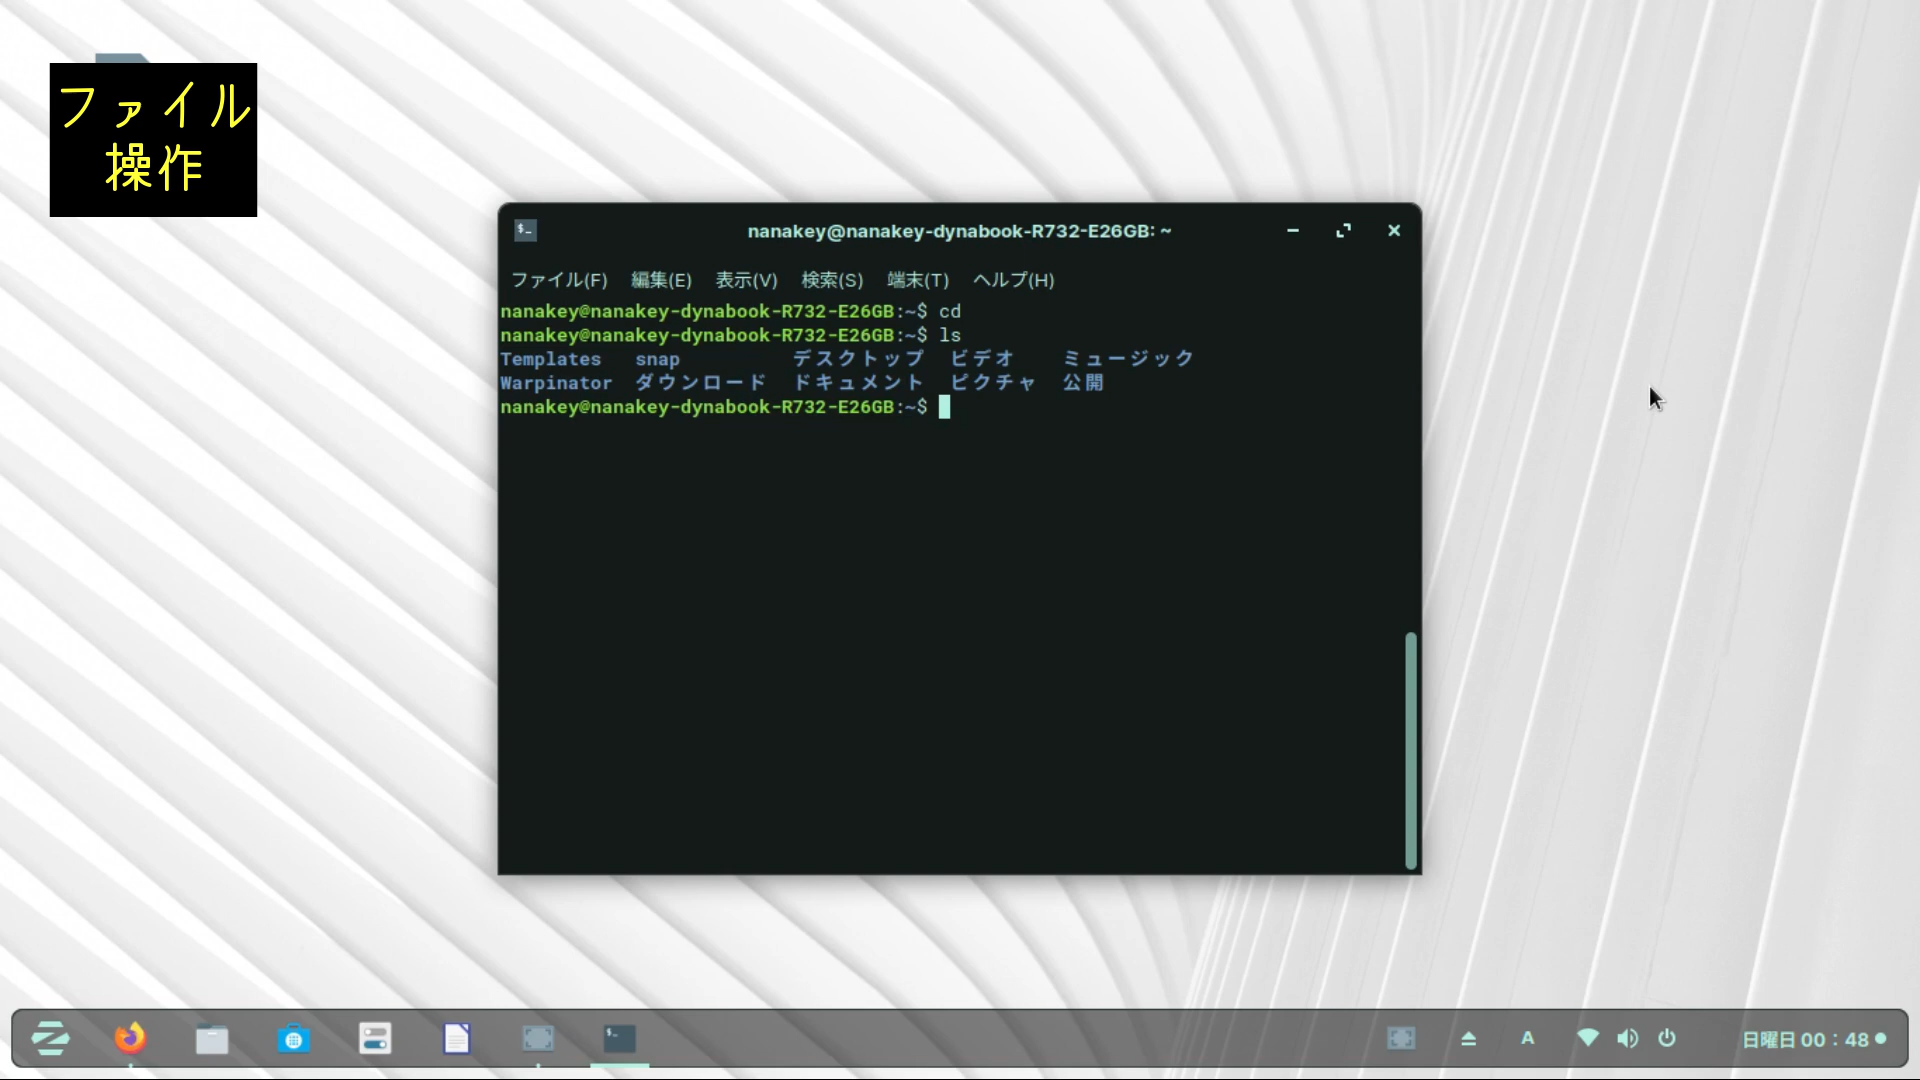 ファイル
操作
nanakey@nanakey-dynabook-R732-E26GB: ~
ファイル(F) 編集(E) 表示(V) 検索(S) 端末(T) ヘルプ(H)
nanakey@nanakey-dynabook-R732-E26GB:~$ cd
nanakey@nanakey-dynabook-R732-E26GB:~$ ls
Templates snap デスクトップ ビデオ ミュージック
Warpinator ダウンロード ドキュメント ピクチャ 公開
nanakey@nanakey-dynabook-R732-E26GB:~$
A 日曜日 00：48